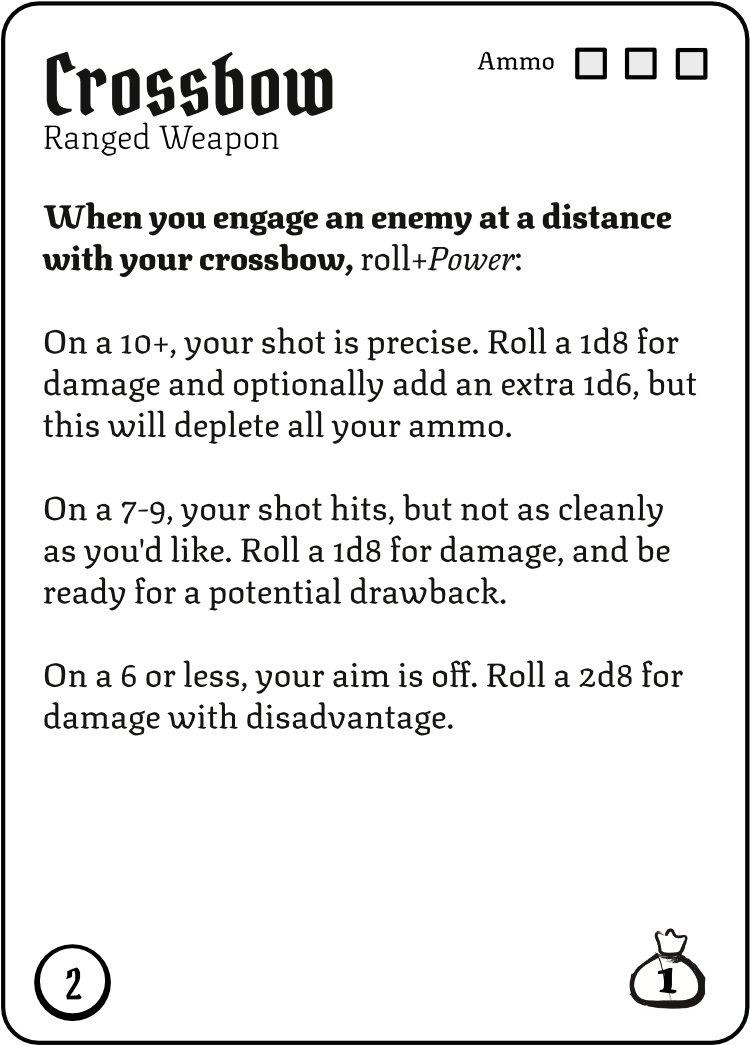 Crossbow
Ammo
Ranged Weapon
When you engage an enemy at a distance
with your crossbow, roll+Power:
On a 10+, your shot is precise. Roll a 1d8 for
damage and optionally add an extra 1d6, but
this will deplete all your ammo.
On a 7-9, your shot hits, but not as cleanly
as you'd like. Roll a 1d8 for damage, and be
ready for a potential drawback.
On a 6 or less, your aim is off. Roll a 2d8 for
damage with disadvantage.
2
1